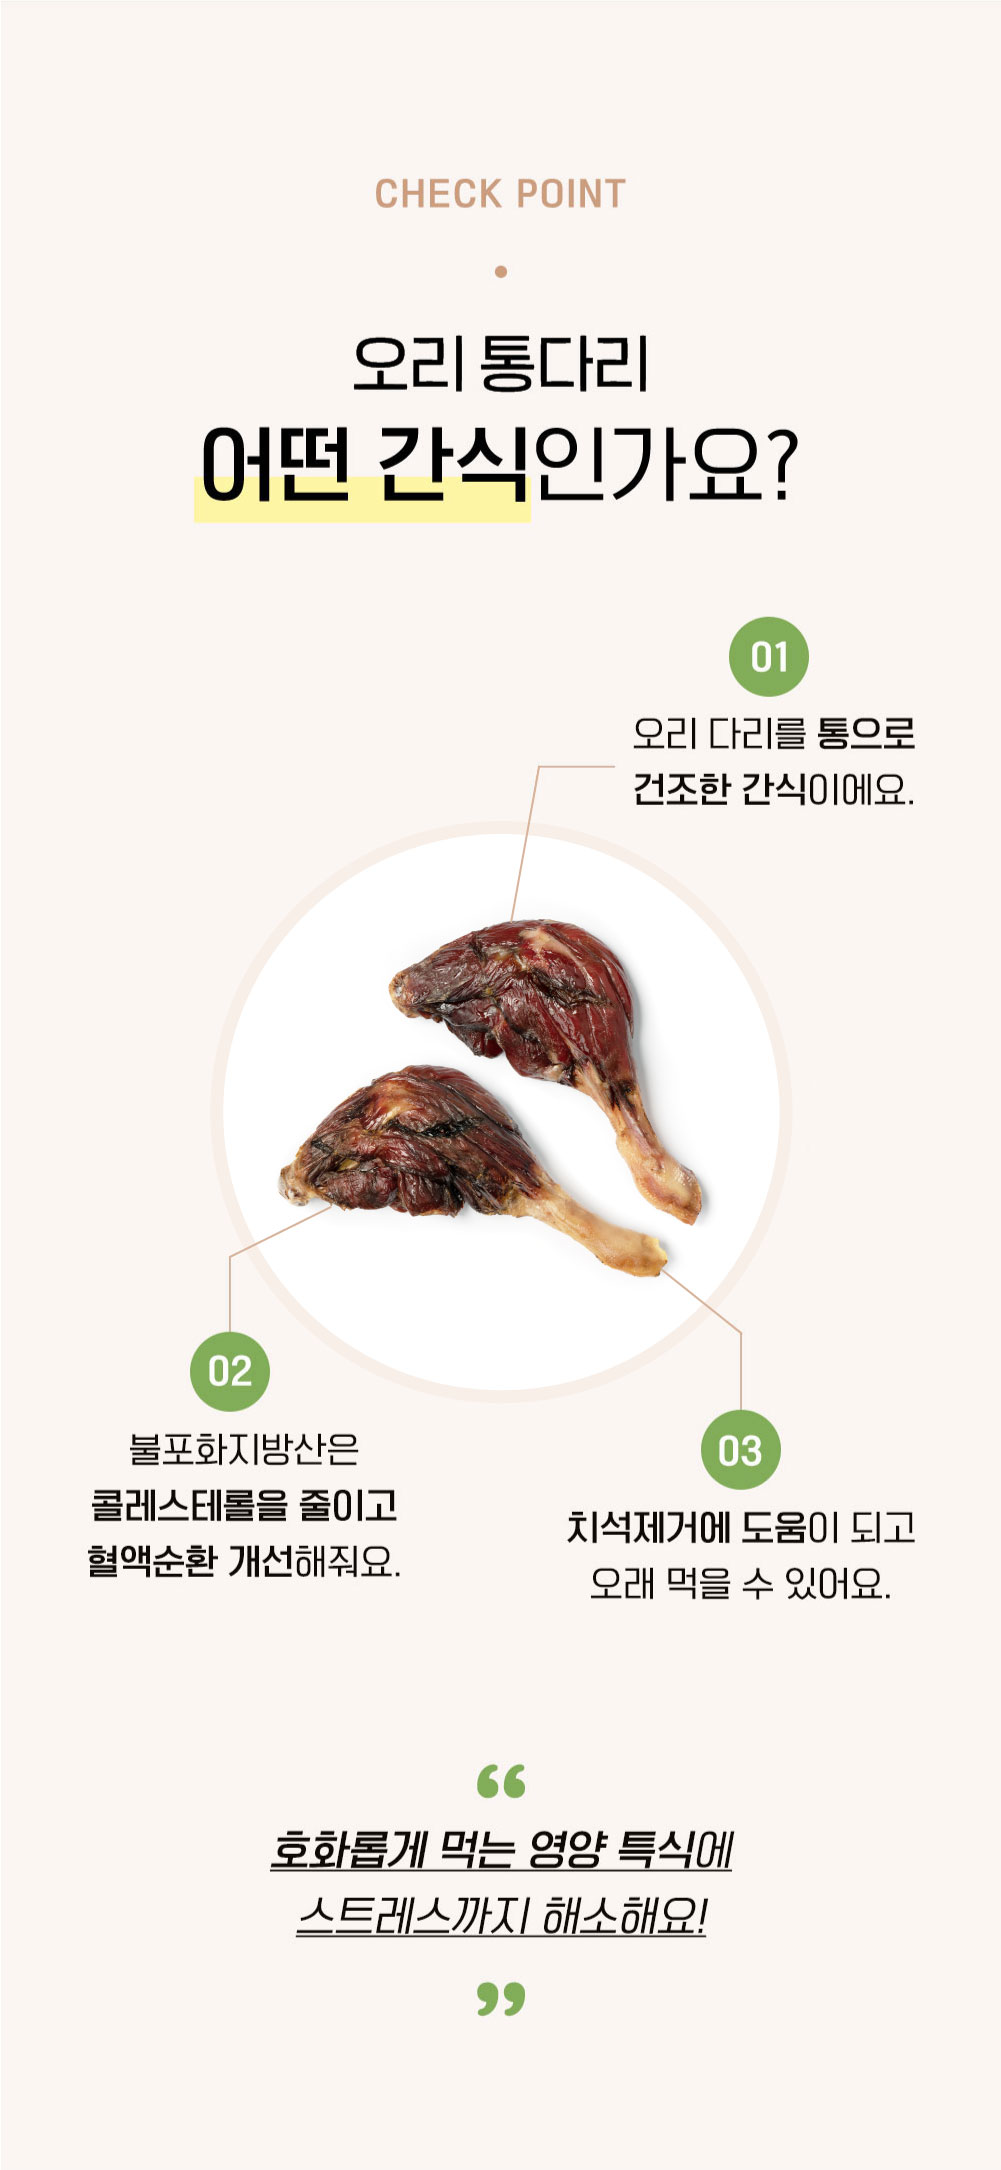 CHECK POINT
오리 통다리
어떤 간식인가요?
01
오리 다리를 통으로
건조한 간식이에요.
02
불포화지방산은
콜레스테롤을 줄이고
혈액순환 개선해줘요.
03
치석제거에 도움이 되고
오래 먹을 수 있어요.
“
호화롭게 먹는 영양 특식에
스트레스까지 해소해요!
”